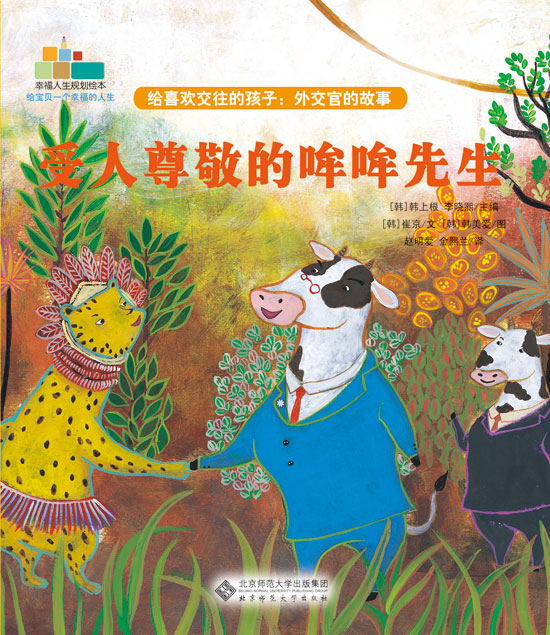 幸福人生规划绘本
给宝贝一个幸福的人生
给喜欢交往的孩子：外交官的故事
受人尊敬的哞哞先生
[韩]韩上根 李晓熙/主编
[韩]崔京/文 [韩]韩美爱/图
赵明爱 金熙兰/译
北京师范大学出版集团
BEIJING NORMAL UNIVERSITY PUBLISHING GROUP
北京师范大学出版社